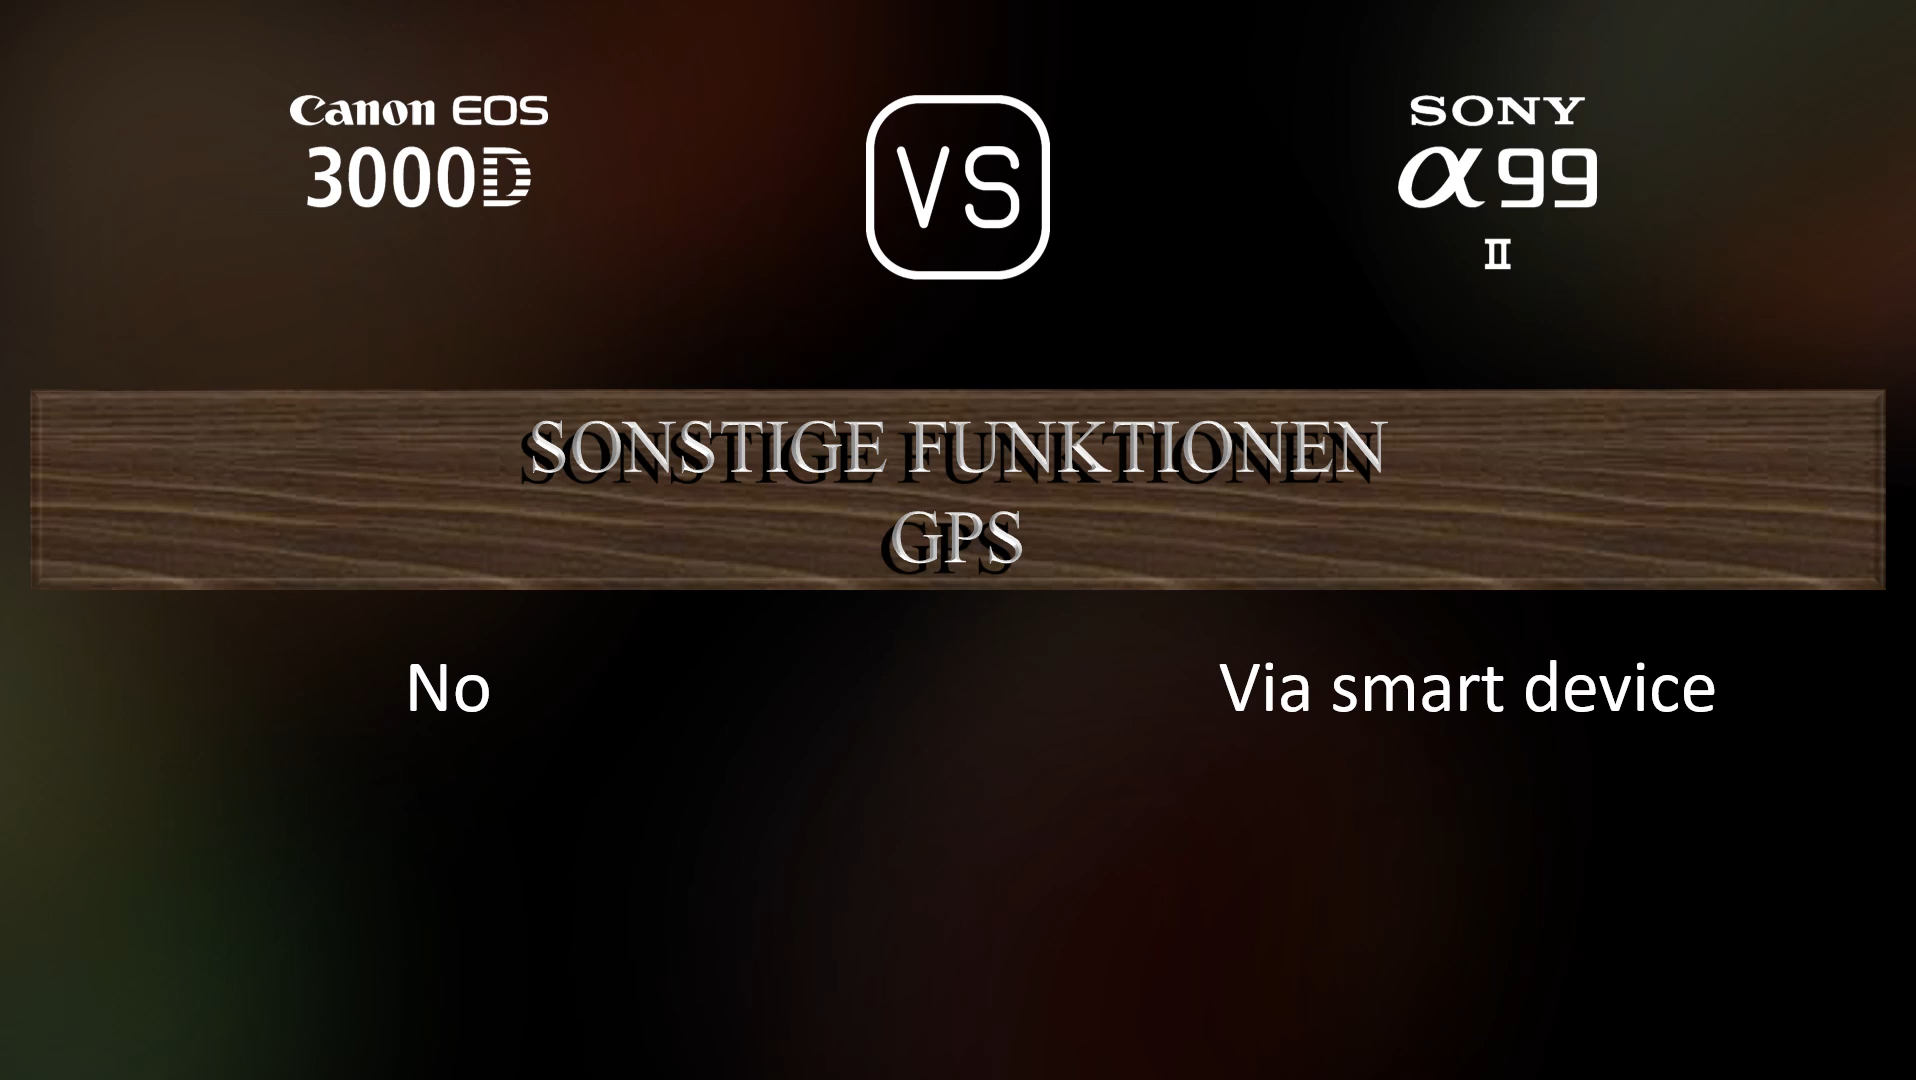 Canon EOS
3000D
VS
SONY
α99
II
SONSTIGE FUNKTIONEN
GPS
No
Via smart device